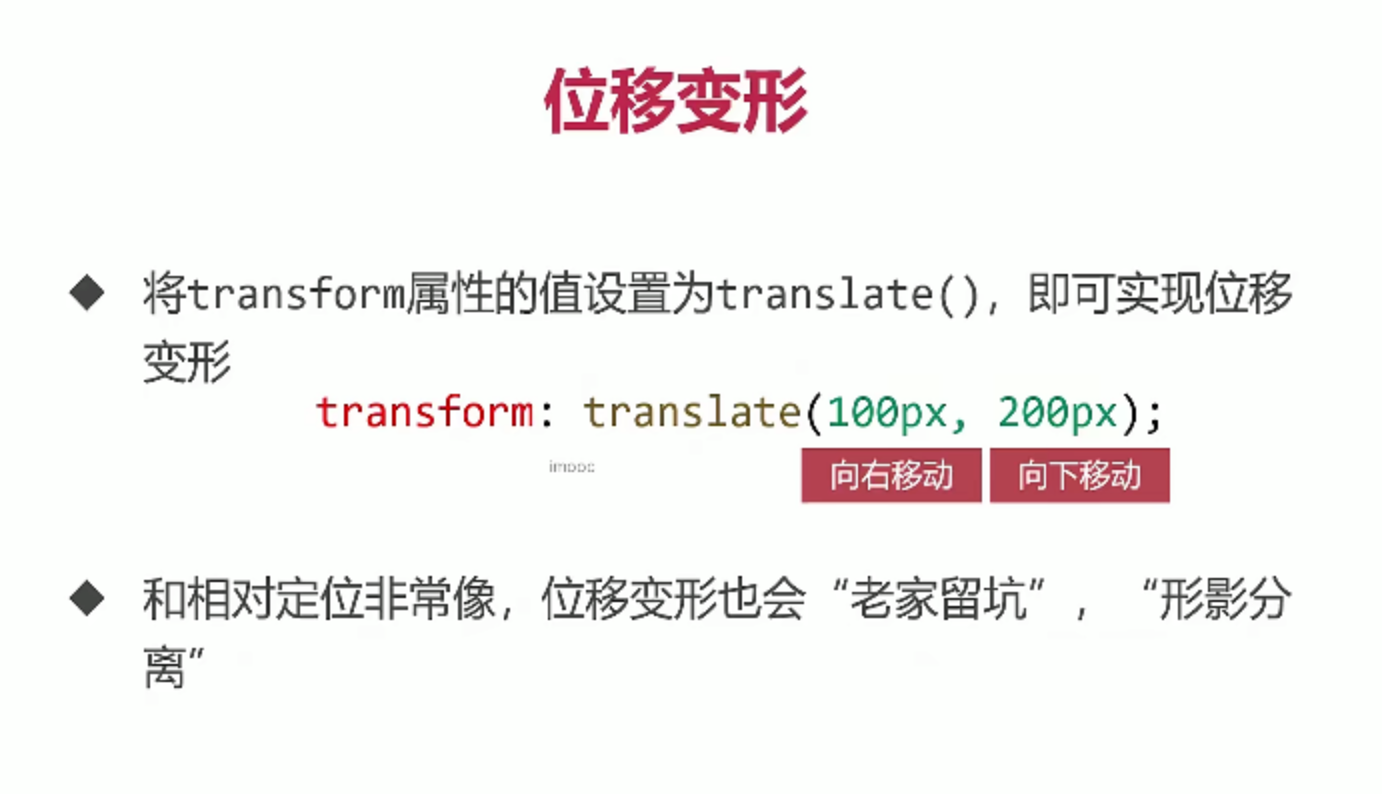 位移变形
将transform属性的值设置为translate()，即可实现位移
变形
transform: translate(100px, 200px);
imooc
向右移动 向下移动
和相对定位非常像，位移变形也会“老家留坑”，“形影分
离”